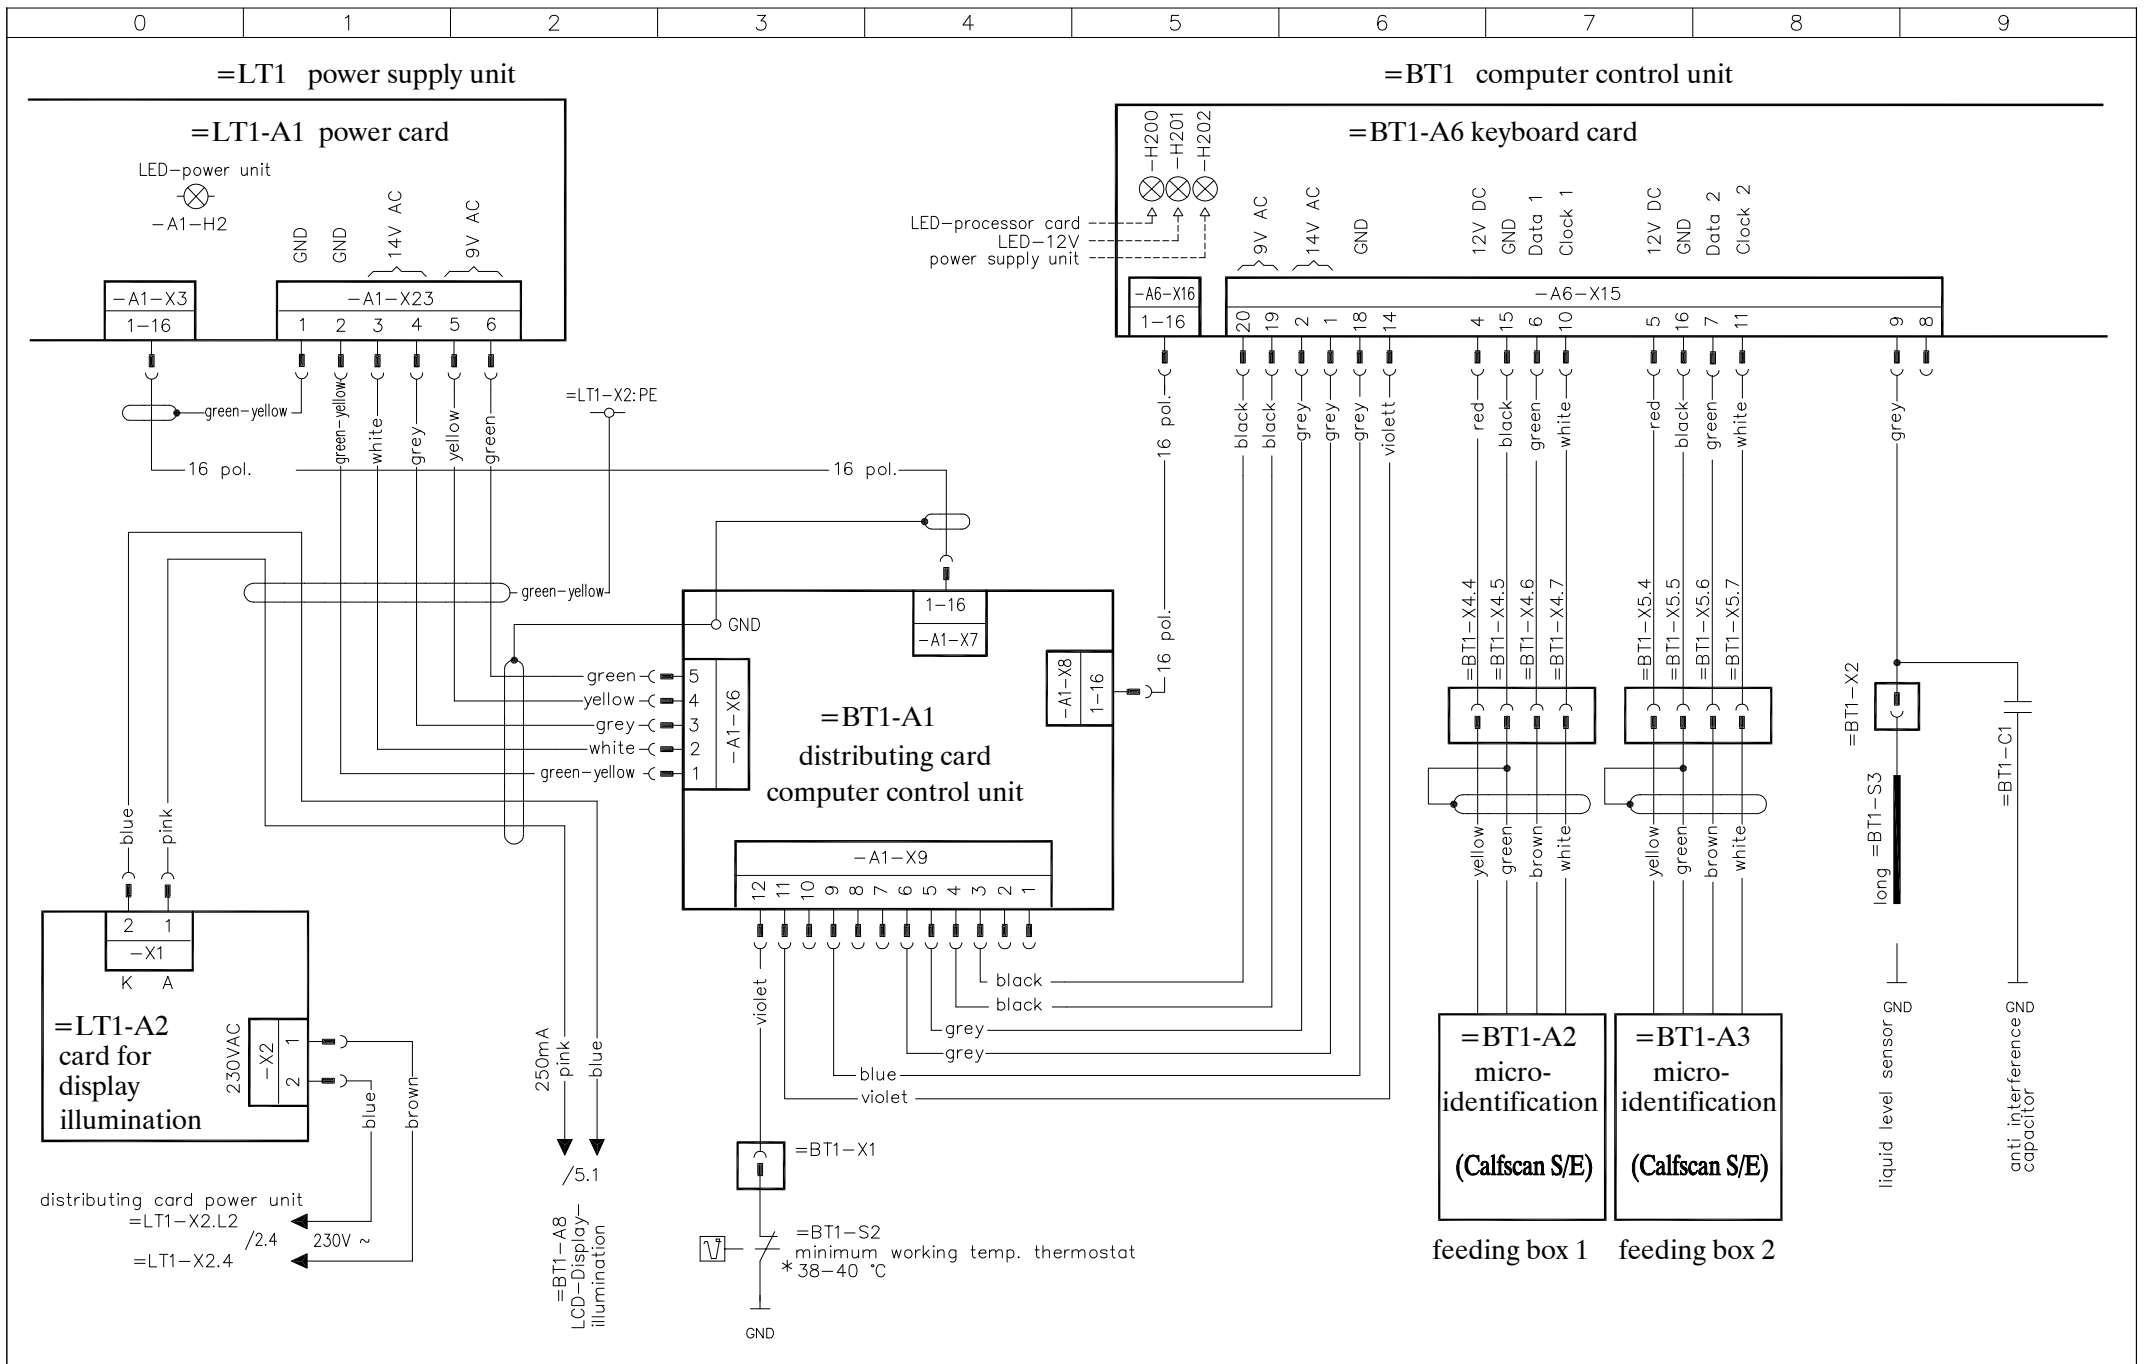 0 1 2 3 4 5 6 7 8 9
=LT1 power supply unit
=BT1 computer control unit
=LT1-A1 power card
LED-power unit
-A1-H2
GND
GND
14V AC
9V AC
-A1-X3
1-16
-A1-X23
1 2 3 4 5 6
green-yellow
green-yellow
white
grey
yellow
green
=LT1-X2:PE
16 pol.
16 pol.
green-yellow
-H200
-H201
-H202
=BT1-A6 keyboard card
LED-processor card
LED-12V
power supply unit
9V AC
14V AC
GND
12V DC
GND
Data 1
Clock 1
12V DC
GND
Data 2
Clock 2
-A6-X16
1-16
-A6-X15
20 19 2 1 18 14 4 15 6 10 5 16 7 11 9 8
16 pol.
black
black
grey
grey
grey
violett
red
black
green
white
red
black
green
white
grey
16 pol.
=BT1-X4.4
=BT1-X4.5
=BT1-X4.6
=BT1-X4.7
=BT1-X5.4
=BT1-X5.5
=BT1-X5.6
=BT1-X5.7
GND
1-16
-A1-X7
-A1-X8
1-16
green
yellow
grey
white
green-yellow
5
4
3
2
1
-A1-X6
=BT1-A1
distributing card
computer control unit
-A1-X9
12 11 10 9 8 7 6 5 4 3 2 1
black
black
grey
grey
blue
violet
violet
=BT1-X1
=BT1-S2
minimum working temp. thermostat
* 38-40 °C
GND
blue
pink
2 1
-X1
K A
=LT1-A2
card for
display
illumination
230VAC
-X2
1
2
blue
brown
distributing card power unit
=LT1-X2.L2
/2.4
230V ~
=LT1-X2.4
250mA
pink
blue
/5.1
=BT1-A8
LCD-Display-
illumination
yellow
green
brown
white
yellow
green
brown
white
=BT1-A2
micro-
identification
(Calfscan S/E)
feeding box 1
=BT1-A3
micro-
identification
(Calfscan S/E)
feeding box 2
=BT1-X2
long =BT1-S3
=BT1-C1
GND
liquid level sensor
GND
anti interference
capacitor